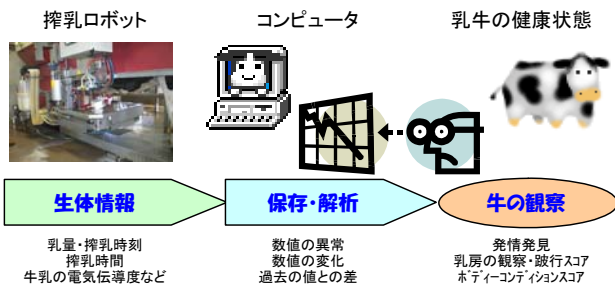 搾乳ロボット
コンピュータ
乳牛の健康状態
生体情報
保存・解析
牛の観察
乳量・搾乳時刻
搾乳時間
牛乳の電気伝導度など
数値の異常
数値の変化
過去の値との差
発情発見
乳房の観察・跛行スコア
ボディーコンディションスコア